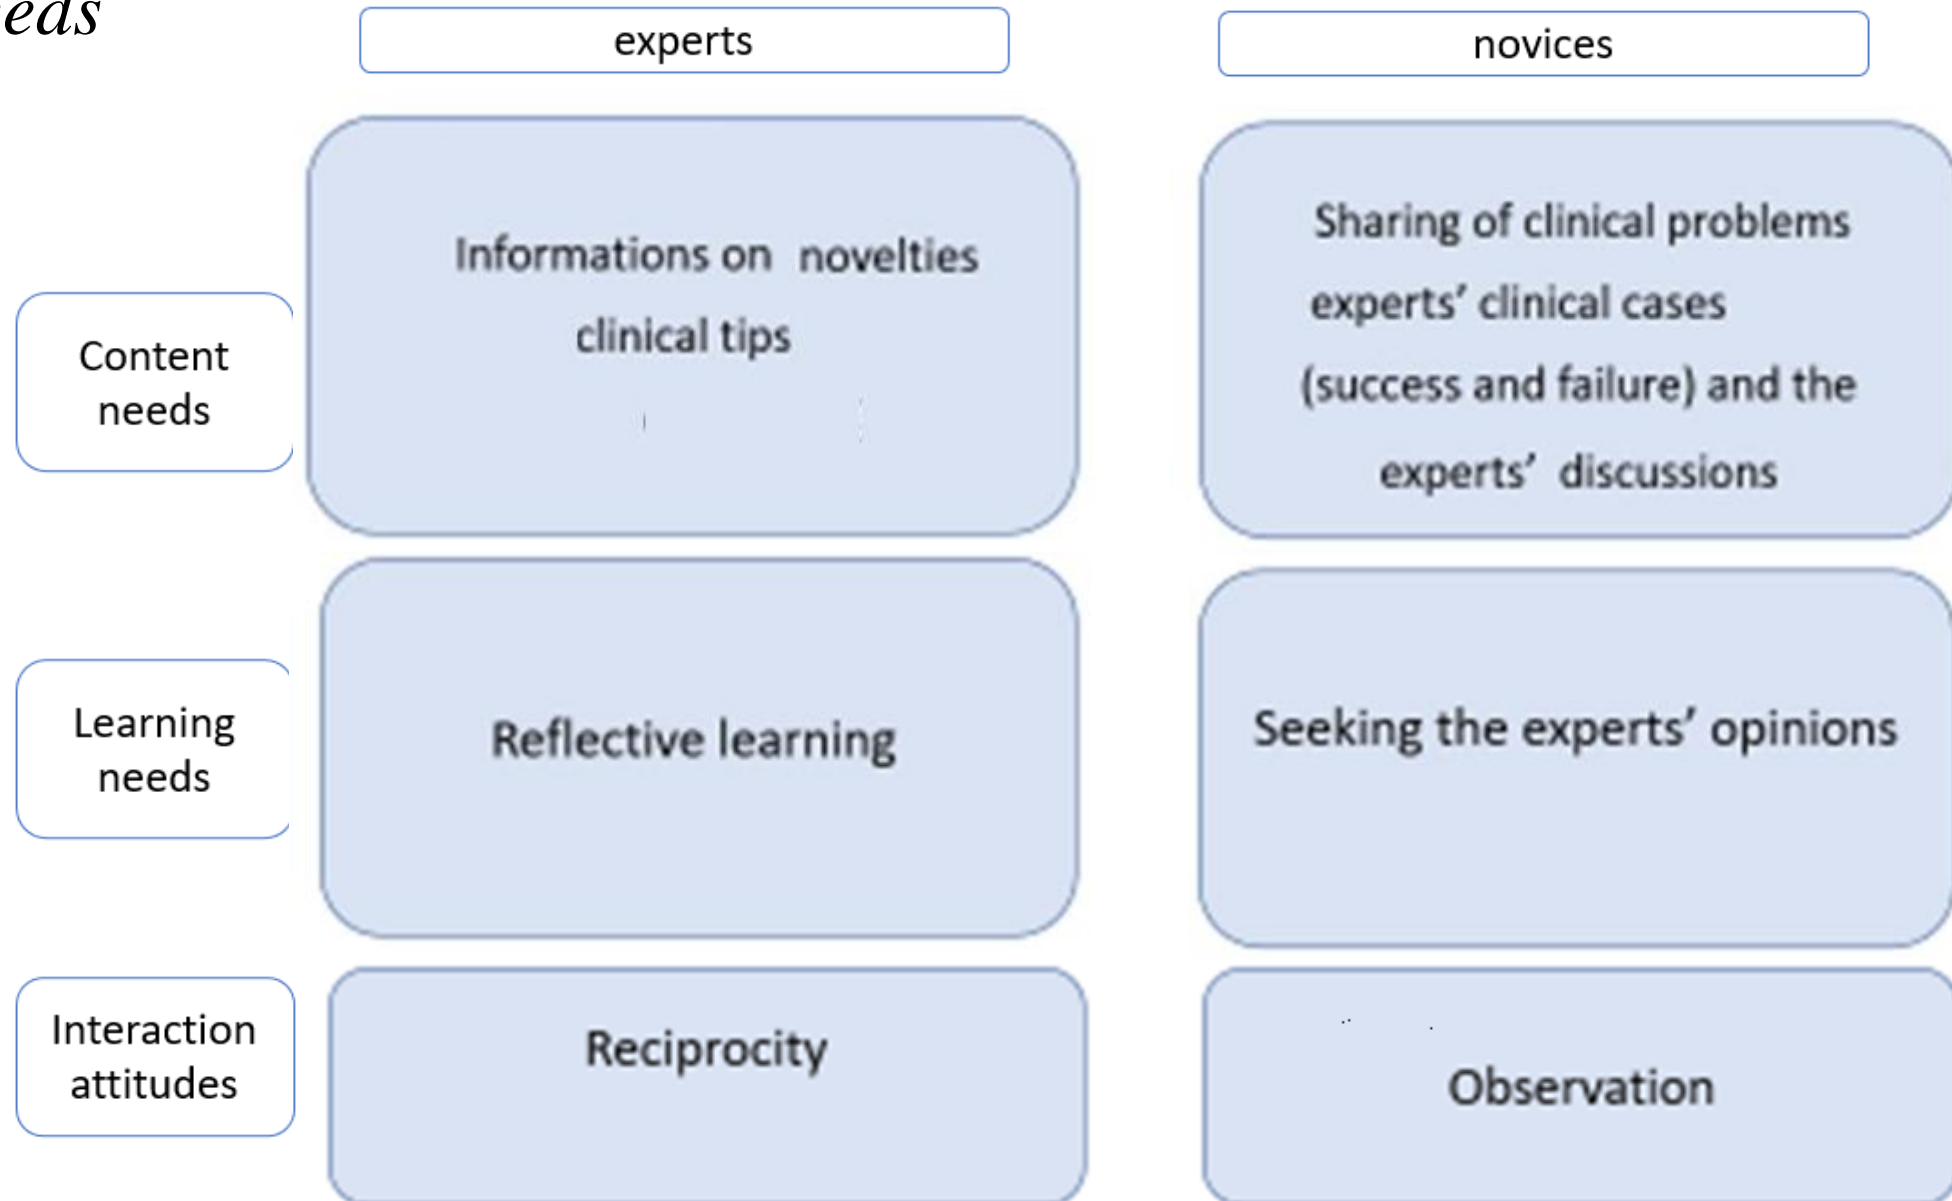 experts
novices
Content
needs
Informations on novelties
clinical tips
Sharing of clinical problems
experts’ clinical cases
(success and failure) and the
experts’ discussions
Learning
needs
Reflective learning
Seeking the experts’ opinions
Interaction
attitudes
Reciprocity
Observation